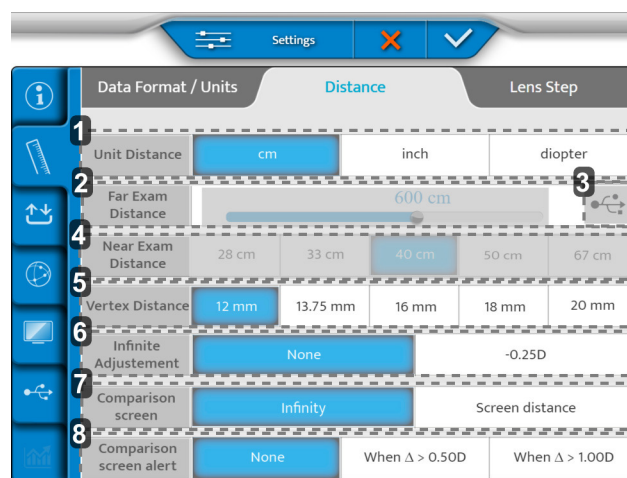 Settings
Data Format / Units Distance Lens Step
1
Unit Distance cm inch diopter
2 3
Far Exam Distance 600 cm
4
Near Exam Distance 28 cm 33 cm 40 cm 50 cm 67 cm
5
Vertex Distance 12 mm 13.75 mm 16 mm 18 mm 20 mm
6
Infinite Adjustement None -0.25D
7
Comparison screen Infinity Screen distance
8
Comparison screen alert None When Δ > 0.50D When Δ > 1.00D